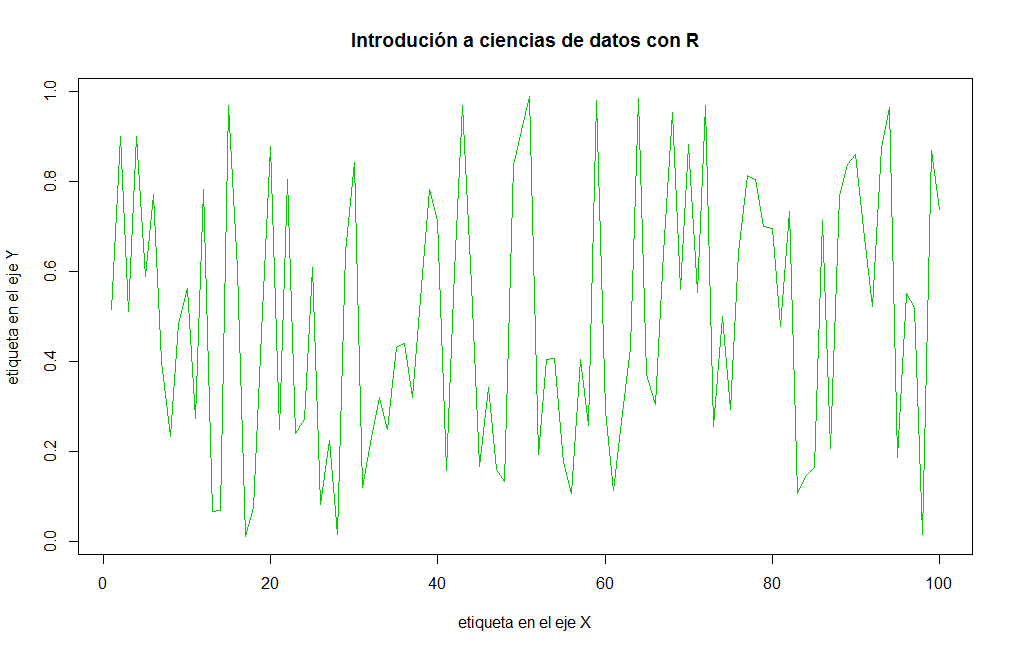 Introdución a ciencias de datos con R
etiqueta en el eje Y
1.0
0.8
0.6
0.4
0.2
0.0
0 20 40 60 80 100
etiqueta en el eje X